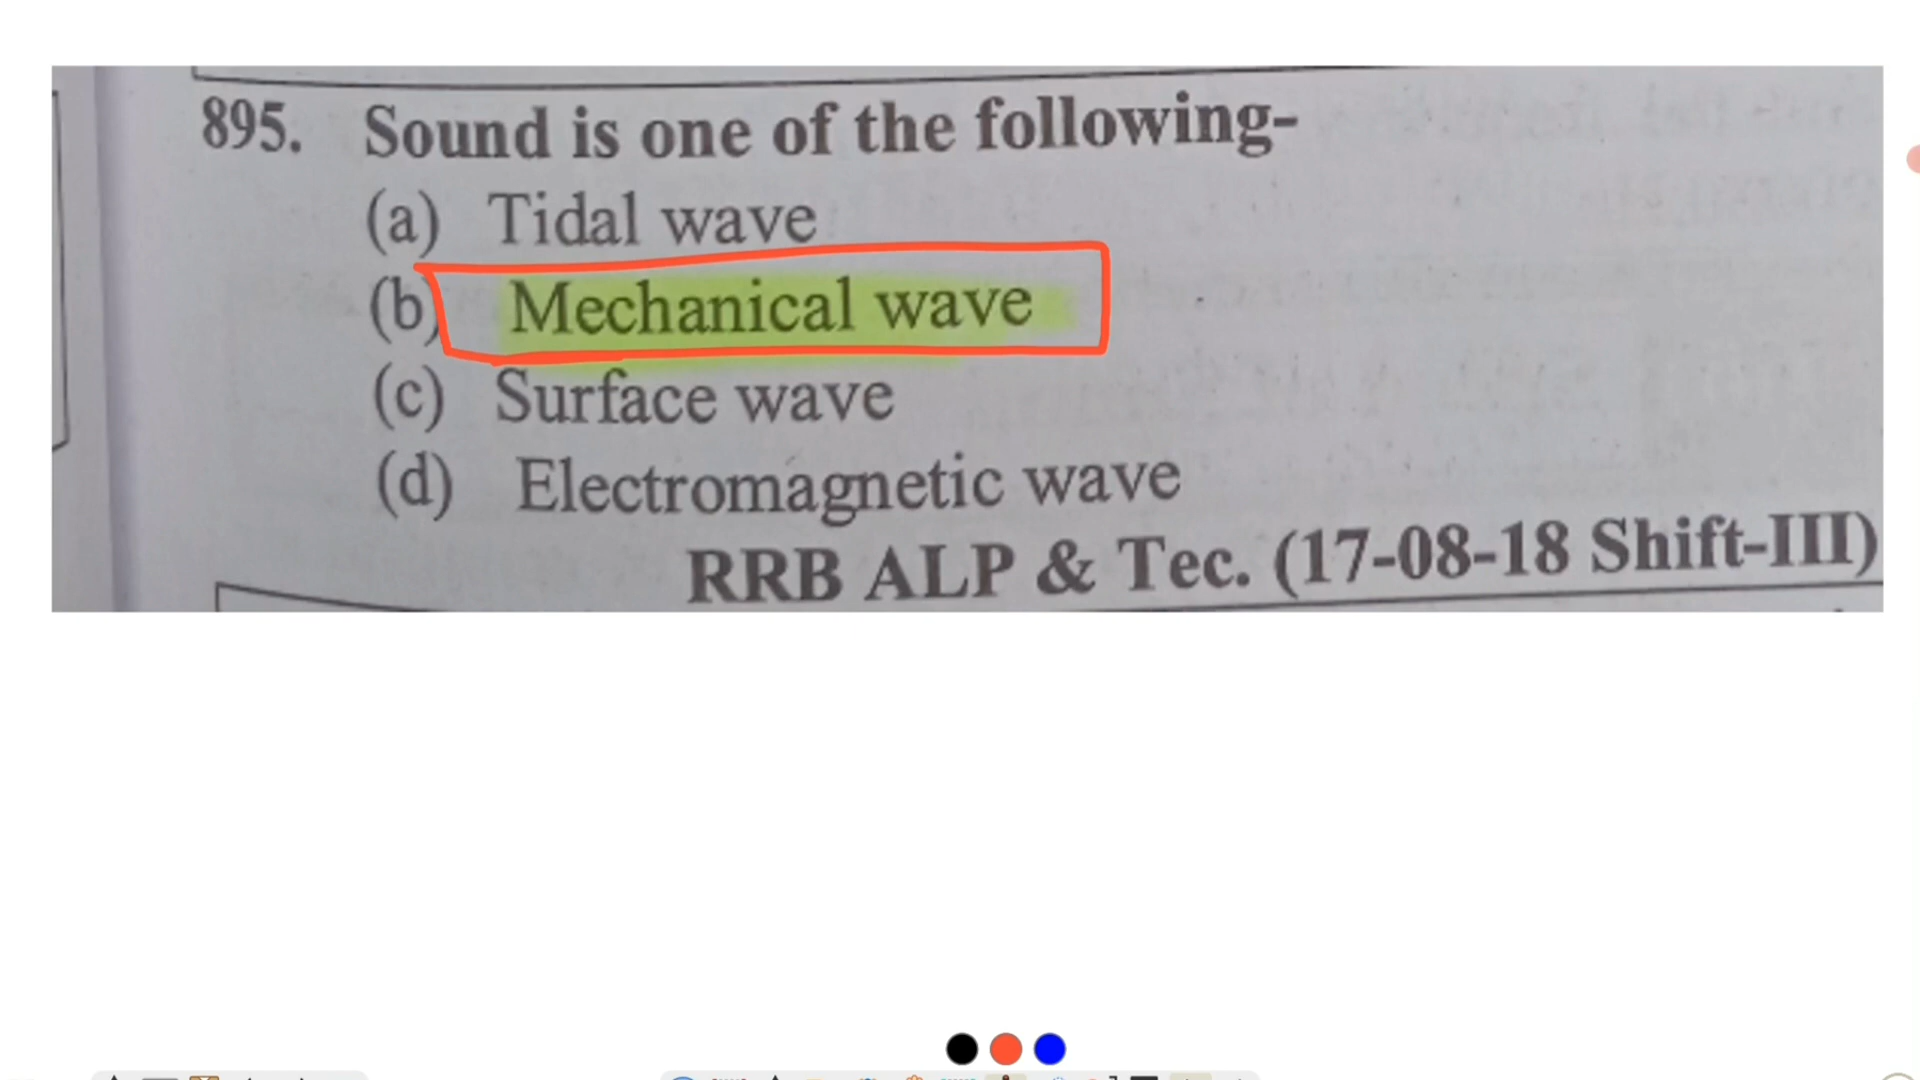 895. Sound is one of the following-
(a) Tidal wave
(b) Mechanical wave
(c) Surface wave
(d) Electromagnetic wave
RRB ALP & Tec. (17-08-18 Shift-III)